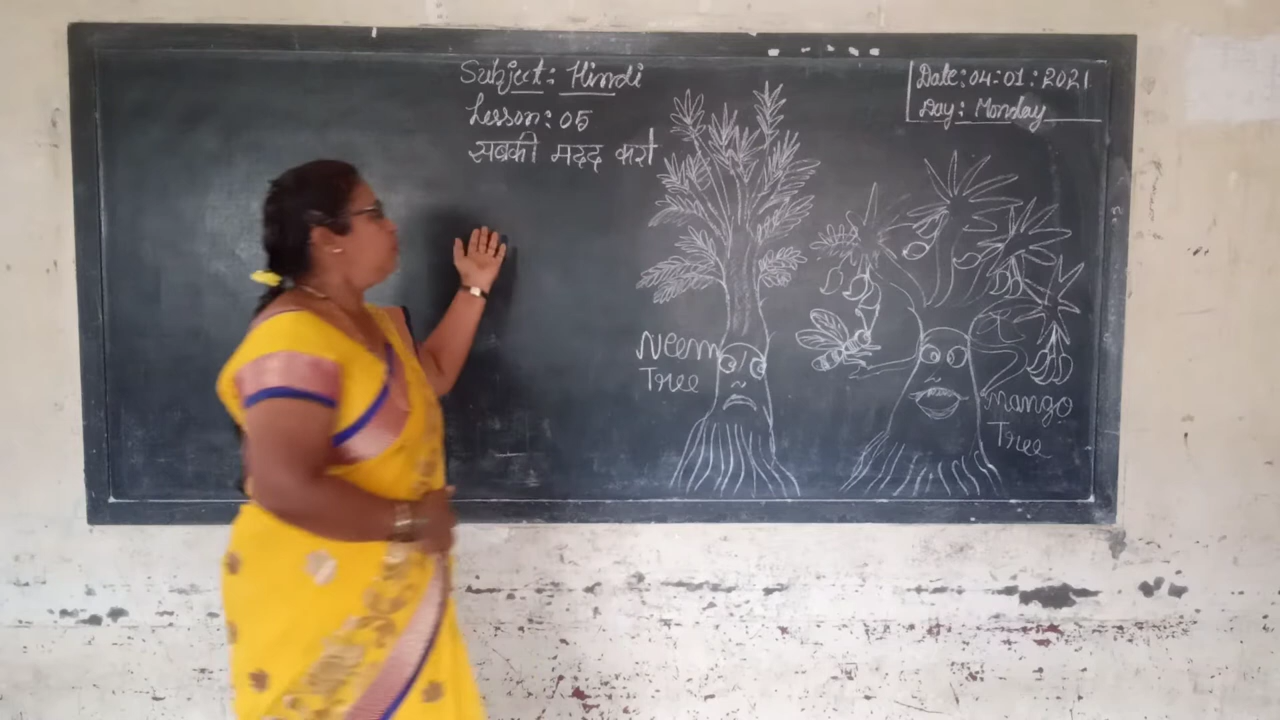 Subject: Hindi
Lesson: 05
सबकी मदद करो
Date: 04:01:2021
Day: Monday
Neem
Tree
Mango
Tree